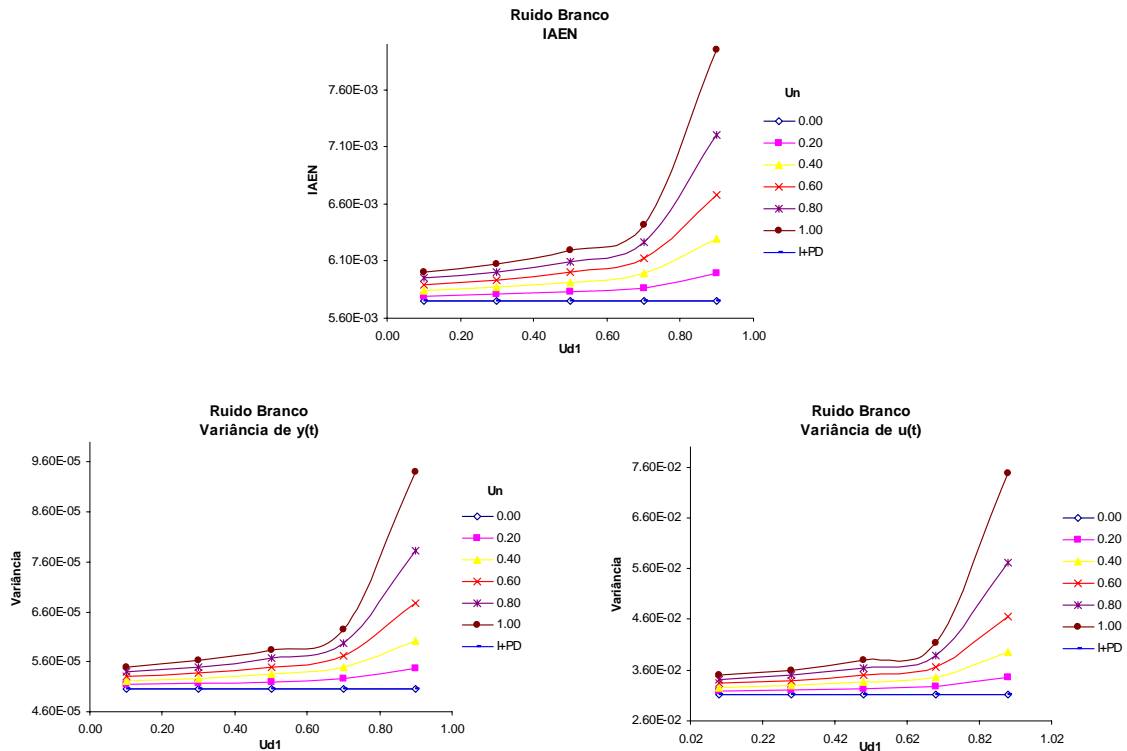 Ruido Branco
IAEN
7.60E-03
7.10E-03
6.60E-03
6.10E-03
5.60E-03
IAEN
0.00 0.20 0.40 0.60 0.80 1.00
Ud1
Un
0.00
0.20
0.40
0.60
0.80
1.00
I+PD
Ruido Branco
Variância de y(t)
9.60E-05
8.60E-05
7.60E-05
6.60E-05
5.60E-05
4.60E-05
Variância
0.00 0.20 0.40 0.60 0.80 1.00
Ud1
Un
0.00
0.20
0.40
0.60
0.80
1.00
I+PD
Ruido Branco
Variância de u(t)
7.60E-02
6.60E-02
5.60E-02
4.60E-02
3.60E-02
2.60E-02
Variância
0.02 0.22 0.42 0.62 0.82 1.02
Ud1
0.00
0.20
0.40
0.60
0.80
1.00
I+PD